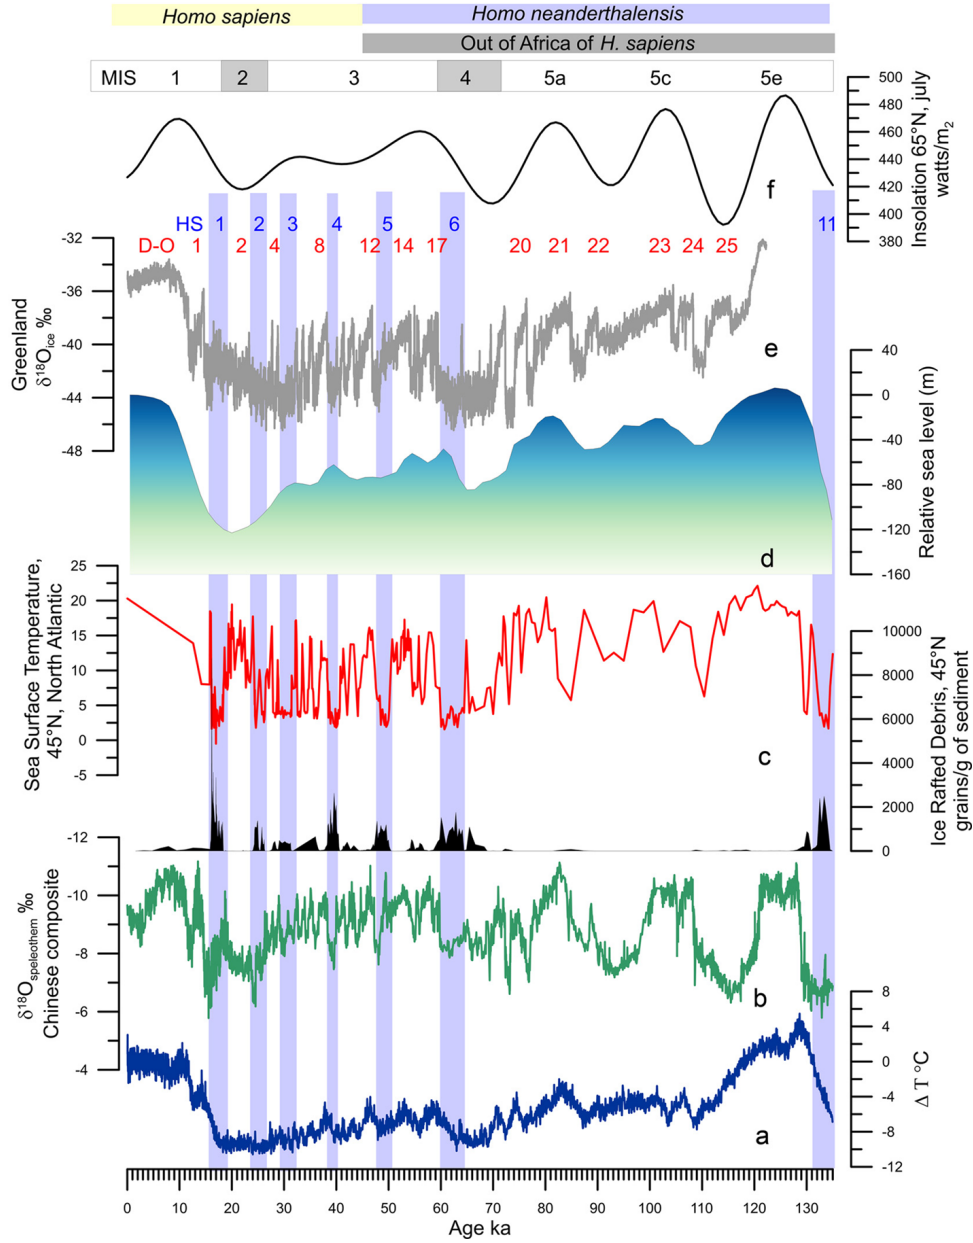 Homo sapiens
Homo neanderthalensis
Out of Africa of H. sapiens
MIS 1 2 3 4 5a 5c 5e
500
480
460
440
420
400
380
Insolation 65°N, july
watts/m2
f
HS 1 2 3 4 5 6 11
D-O 1 2 4 8 12 14 17 20 21 22 23 24 25
-32
-36
-40
-44
-48
Greenland
δ18Oice ‰
e
40
0
-40
-80
-120
-160
Relative sea level (m)
d
25
20
15
10
5
0
-5
Sea Surface Temperature,
45°N, North Atlantic
10000
8000
6000
4000
2000
0
Ice Rafted Debris, 45°N
grains/g of sediment
c
-12
-10
-8
-6
-4
δ18Ospeleothem ‰
Chinese composite
b
8
4
0
-4
-8
-12
Δ T °C
a
0 10 20 30 40 50 60 70 80 90 100 110 120 130
Age ka